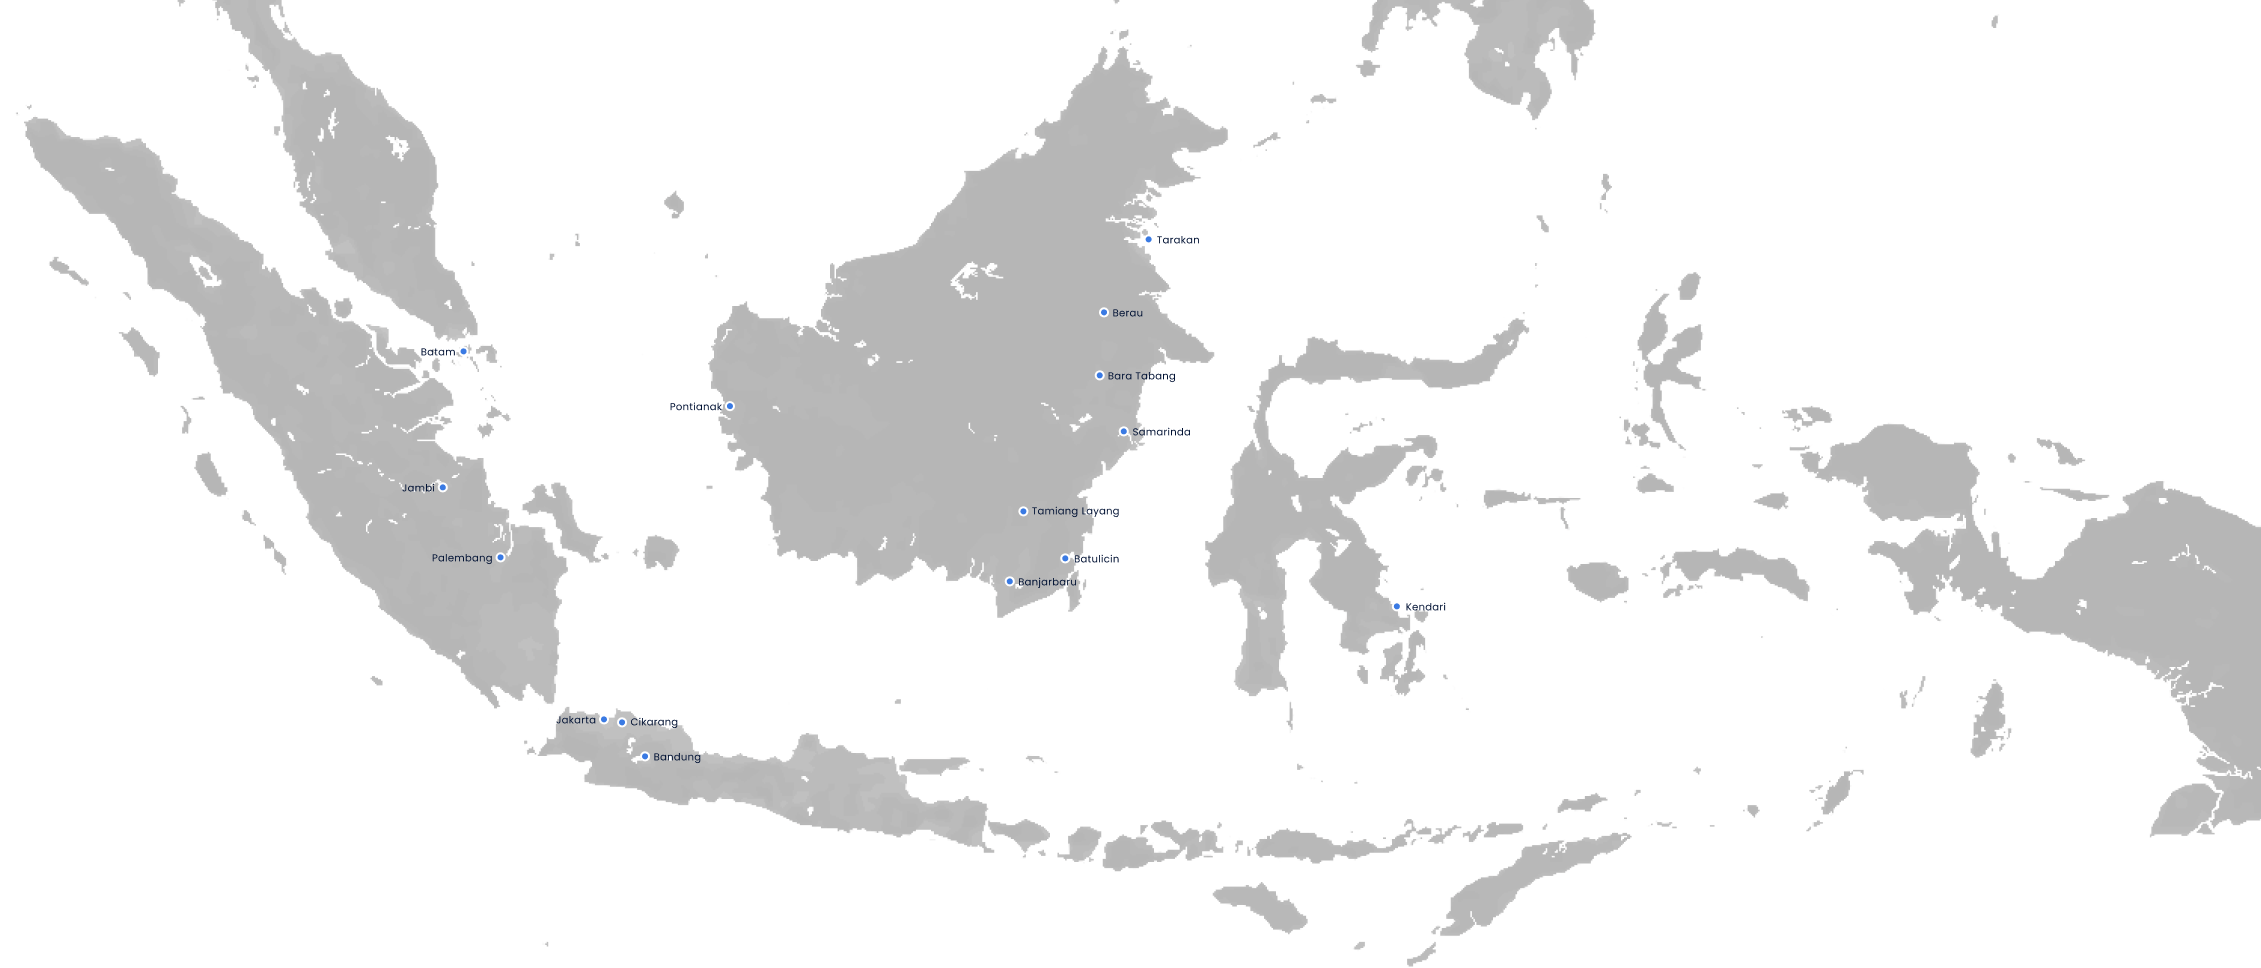 Tarakan
Berau
Batam
Bara Tabang
Pontianak
Samarinda
Jambi
Tamiang Layang
Palembang
Batulicin
Banjarbaru
Kendari
Jakarta
Cikarang
Bandung